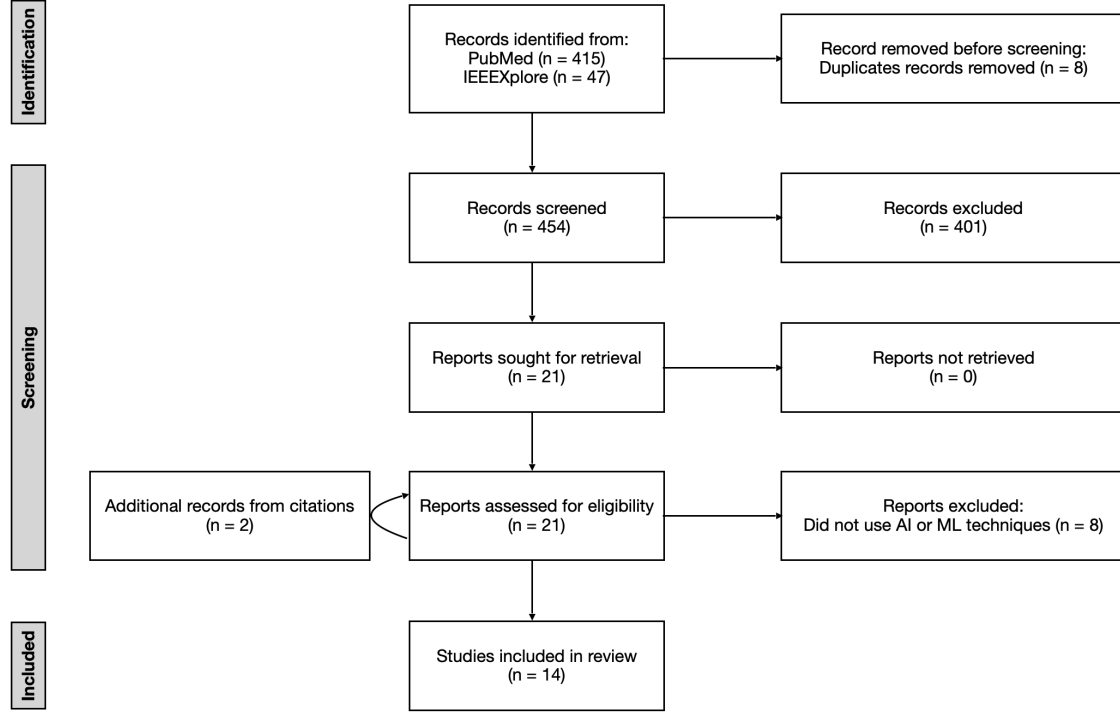 Identification
Records identified from:
PubMed (n = 415)
IEEEXplore (n = 47)
Record removed before screening:
Duplicates records removed (n = 8)
Screening
Records screened
(n = 454)
Records excluded
(n = 401)
Reports sought for retrieval
(n = 21)
Reports not retrieved
(n = 0)
Additional records from citations
(n = 2)
Reports assessed for eligibility
(n = 21)
Reports excluded:
Did not use AI or ML techniques (n = 8)
Included
Studies included in review
(n = 14)